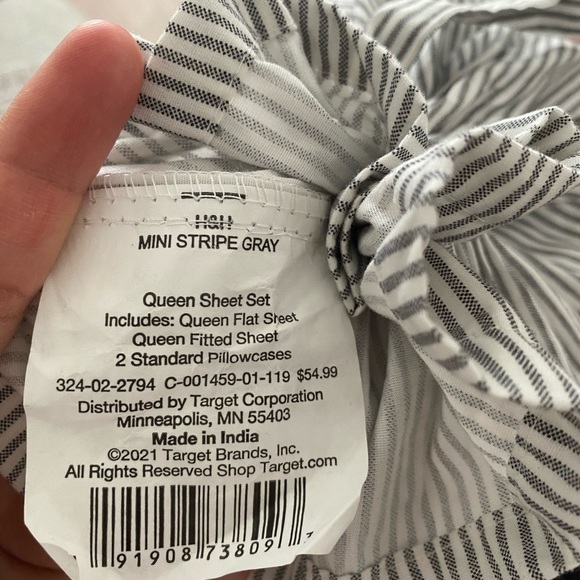 H&H
MINI STRIPE GRAY
Queen Sheet Set
Includes: Queen Flat Sheet
Queen Fitted Sheet
2 Standard Pillowcases
324-02-2794 C-001459-01-119 $54.99
Distributed by Target Corporation
Minneapolis, MN 55403
Made in India
©2021 Target Brands, Inc.
All Rights Reserved Shop Target.com
91908 73809